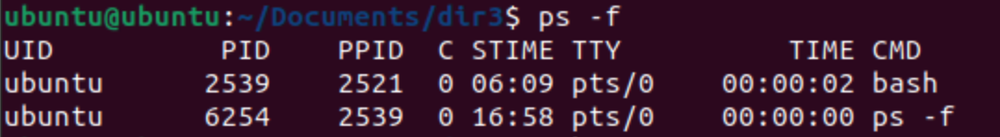 ubuntu@ubuntu:~/Documents/dir3$ ps -f
UID PID PPID C STIME TTY TIME CMD
ubuntu 2539 2521 0 06:09 pts/0 00:00:02 bash
ubuntu 6254 2539 0 16:58 pts/0 00:00:00 ps -f